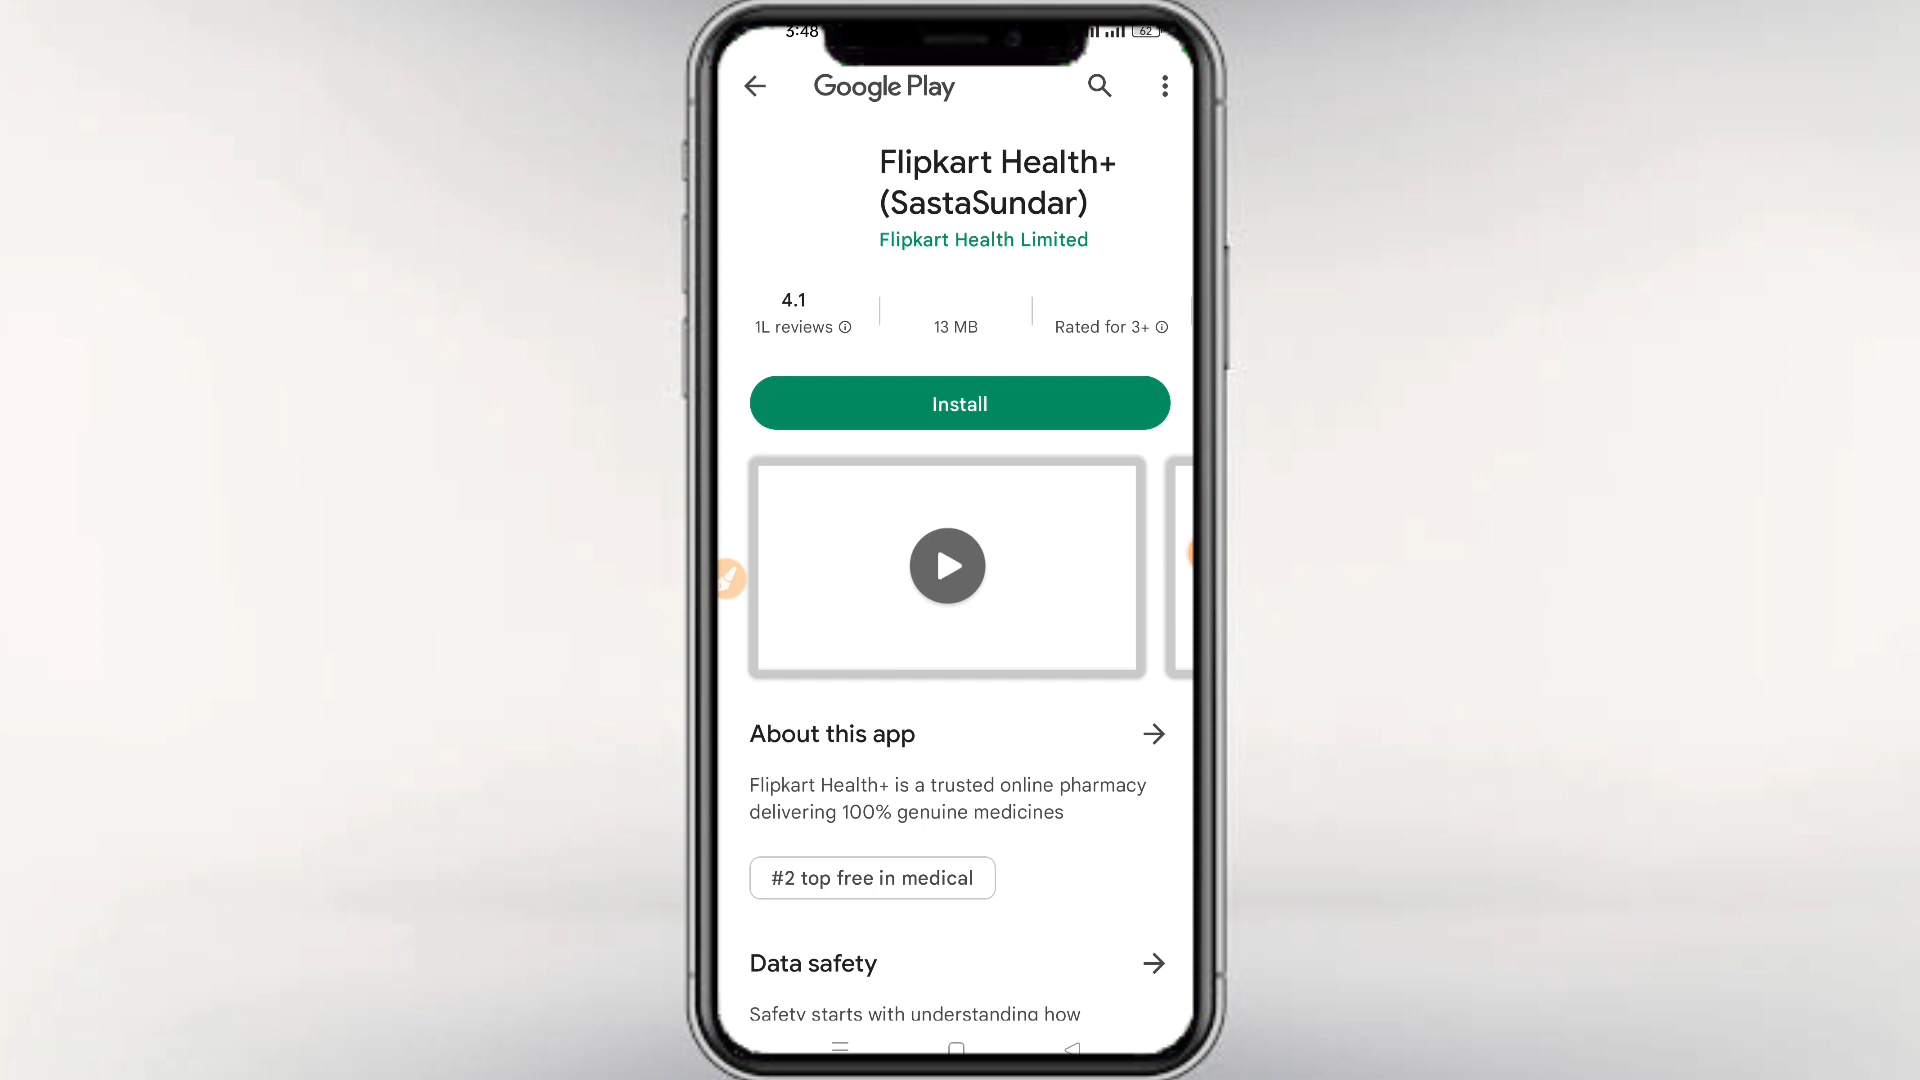 3:48
62
Google Play
Flipkart Health+
(SastaSundar)
Flipkart Health Limited
4.1
1L reviews
13 MB
Rated for 3+
Install
About this app
Flipkart Health+ is a trusted online pharmacy
delivering 100% genuine medicines
#2 top free in medical
Data safety
Safety starts with understanding how